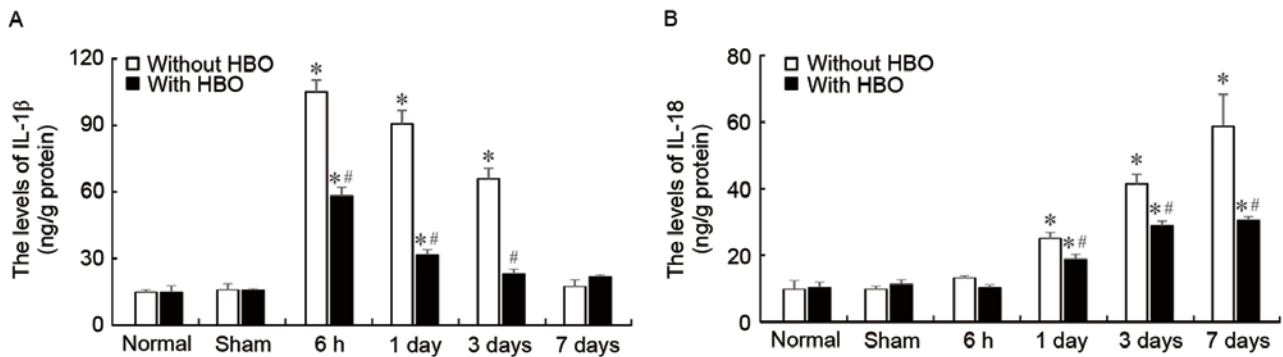 A
The levels of IL-1β
(ng/g protein)
120
90
60
30
0
Without HBO
With HBO
*
*#
*
*#
*
#
Normal Sham 6 h 1 day 3 days 7 days
B
The levels of IL-18
(ng/g protein)
80
60
40
20
0
Without HBO
With HBO
*
*#
*
*#
*
*#
Normal Sham 6 h 1 day 3 days 7 days